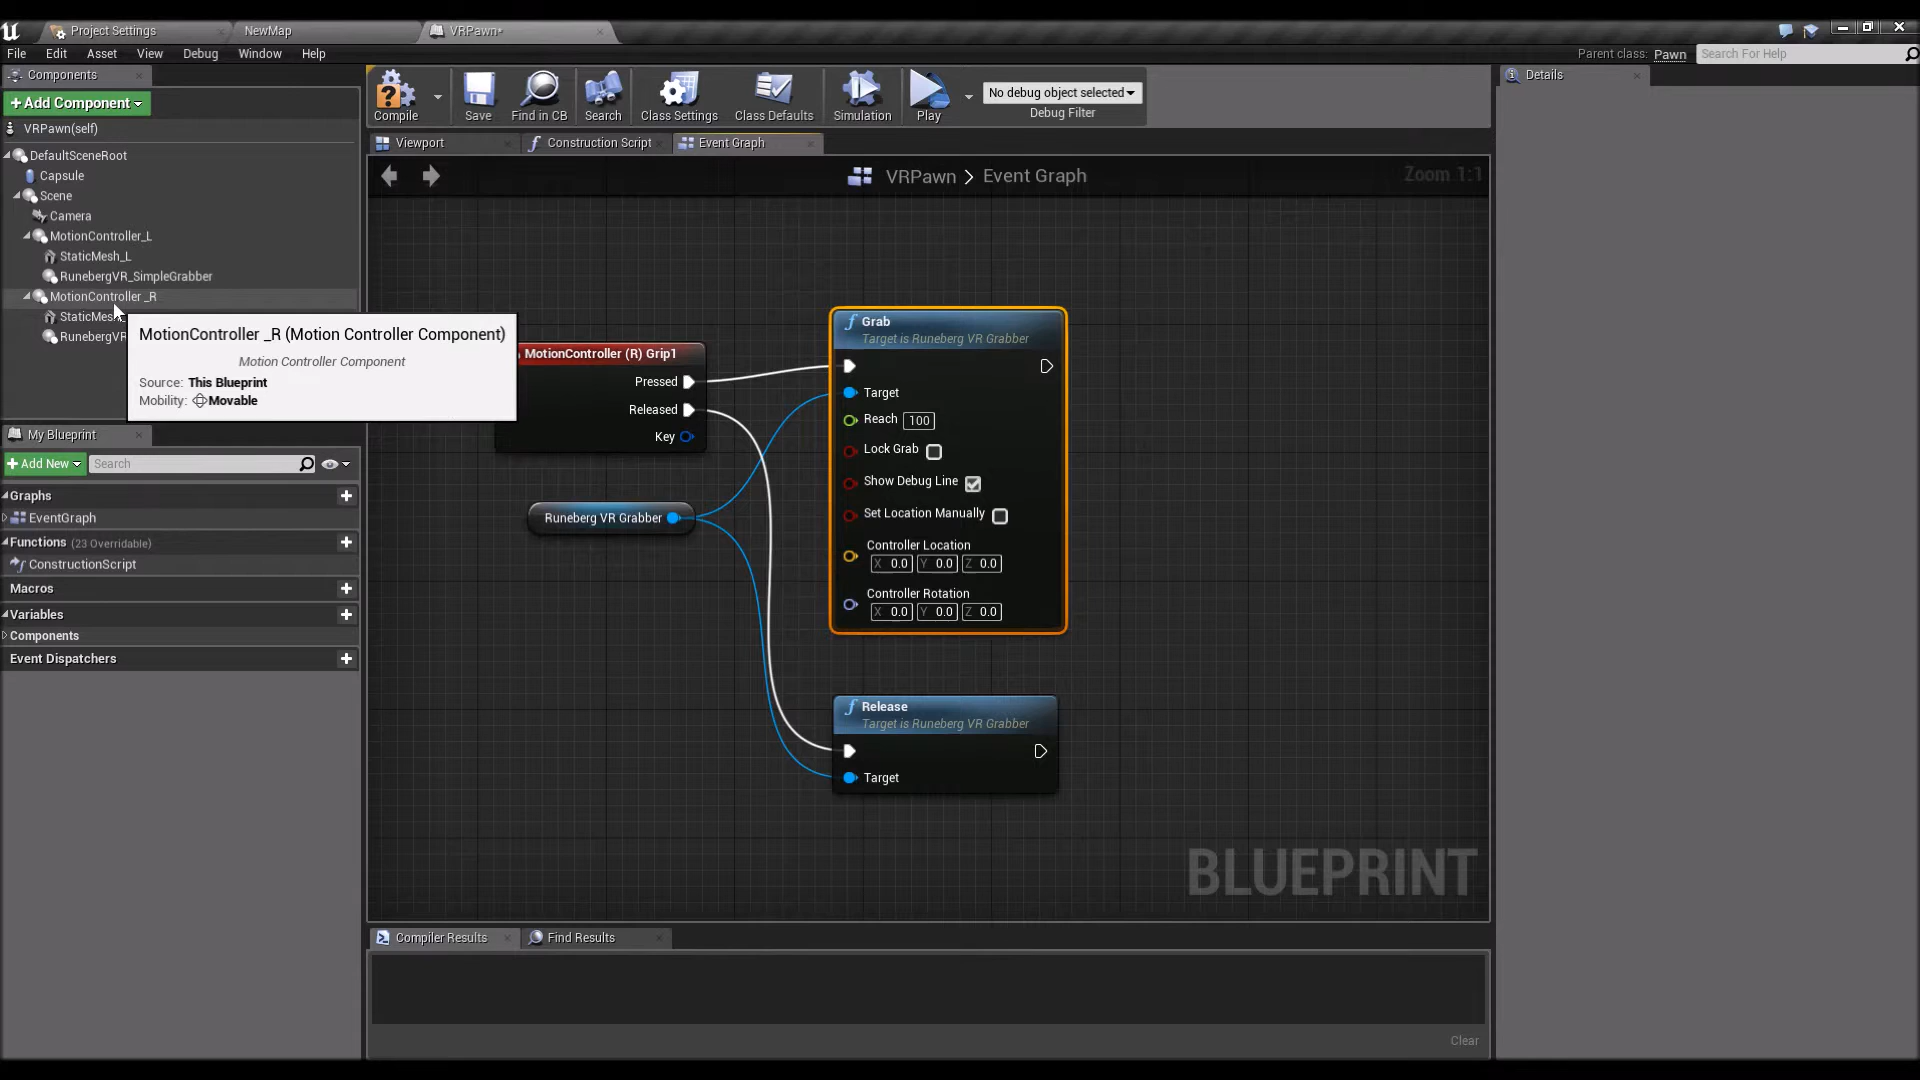 Project Settings
NewMap
VRPawn*
File Edit Asset View Debug Window Help
Parent class: Pawn
Search For Help
Components
+Add Component
VRPawn(self)
DefaultSceneRoot
Capsule
Scene
Camera
MotionController_L
StaticMesh_L
RunebergVR_SimpleGrabber
MotionController _R
StaticMesh_
RunebergVR
MotionController _R (Motion Controller Component)
Motion Controller Component
Source: This Blueprint
Mobility: Movable
My Blueprint
+Add New
Search
Graphs
EventGraph
Functions (23 Overridable)
ConstructionScript
Macros
Variables
Components
Event Dispatchers
Compile
Save
Find in CB
Search
Class Settings
Class Defaults
Simulation
Play
No debug object selected
Debug Filter
Viewport
Construction Script
Event Graph
VRPawn > Event Graph
Zoom 1:1
MotionController (R) Grip1
Pressed
Released
Key
Runeberg VR Grabber
Grab
Target is Runeberg VR Grabber
Target
Reach 100
Lock Grab
Show Debug Line
Set Location Manually
Controller Location
X 0.0 Y 0.0 Z 0.0
Controller Rotation
X 0.0 Y 0.0 Z 0.0
Release
Target is Runeberg VR Grabber
Target
BLUEPRINT
Compiler Results
Find Results
Clear
Details